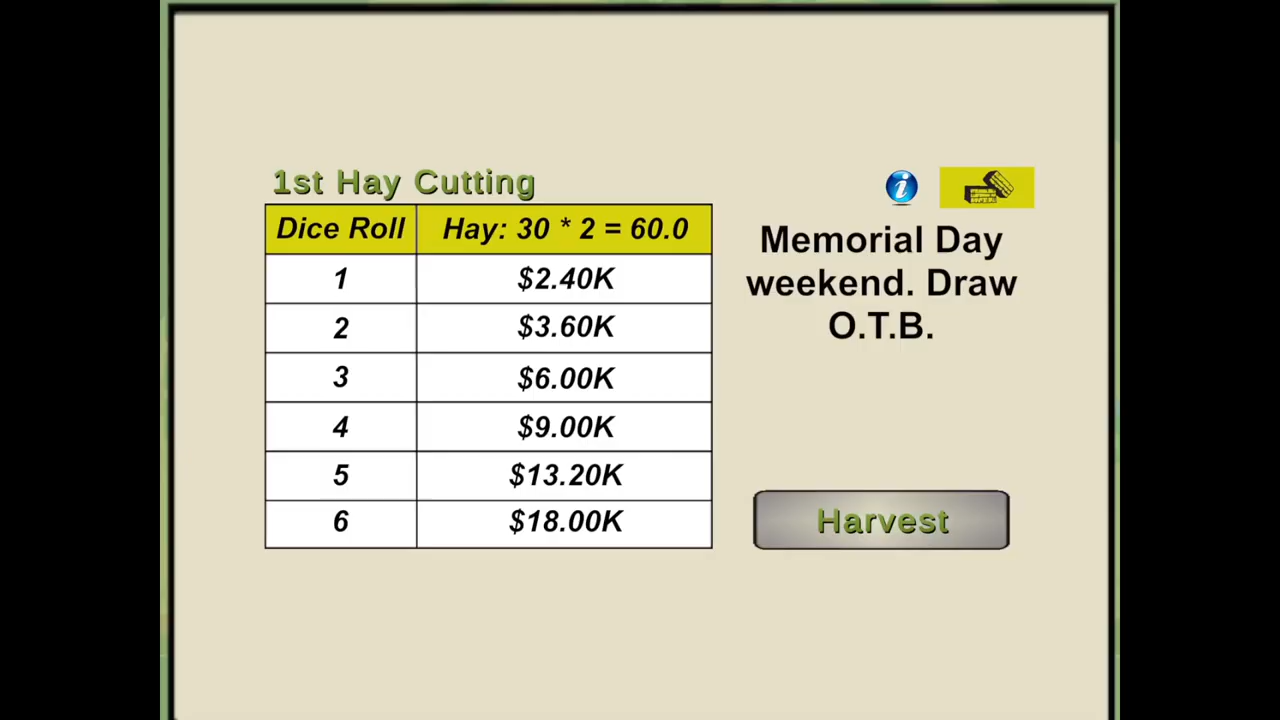 1st Hay Cutting
Dice Roll Hay: 30 * 2 = 60.0
1 $2.40K
2 $3.60K
3 $6.00K
4 $9.00K
5 $13.20K
6 $18.00K
i
Memorial Day
weekend. Draw
O.T.B.
Harvest